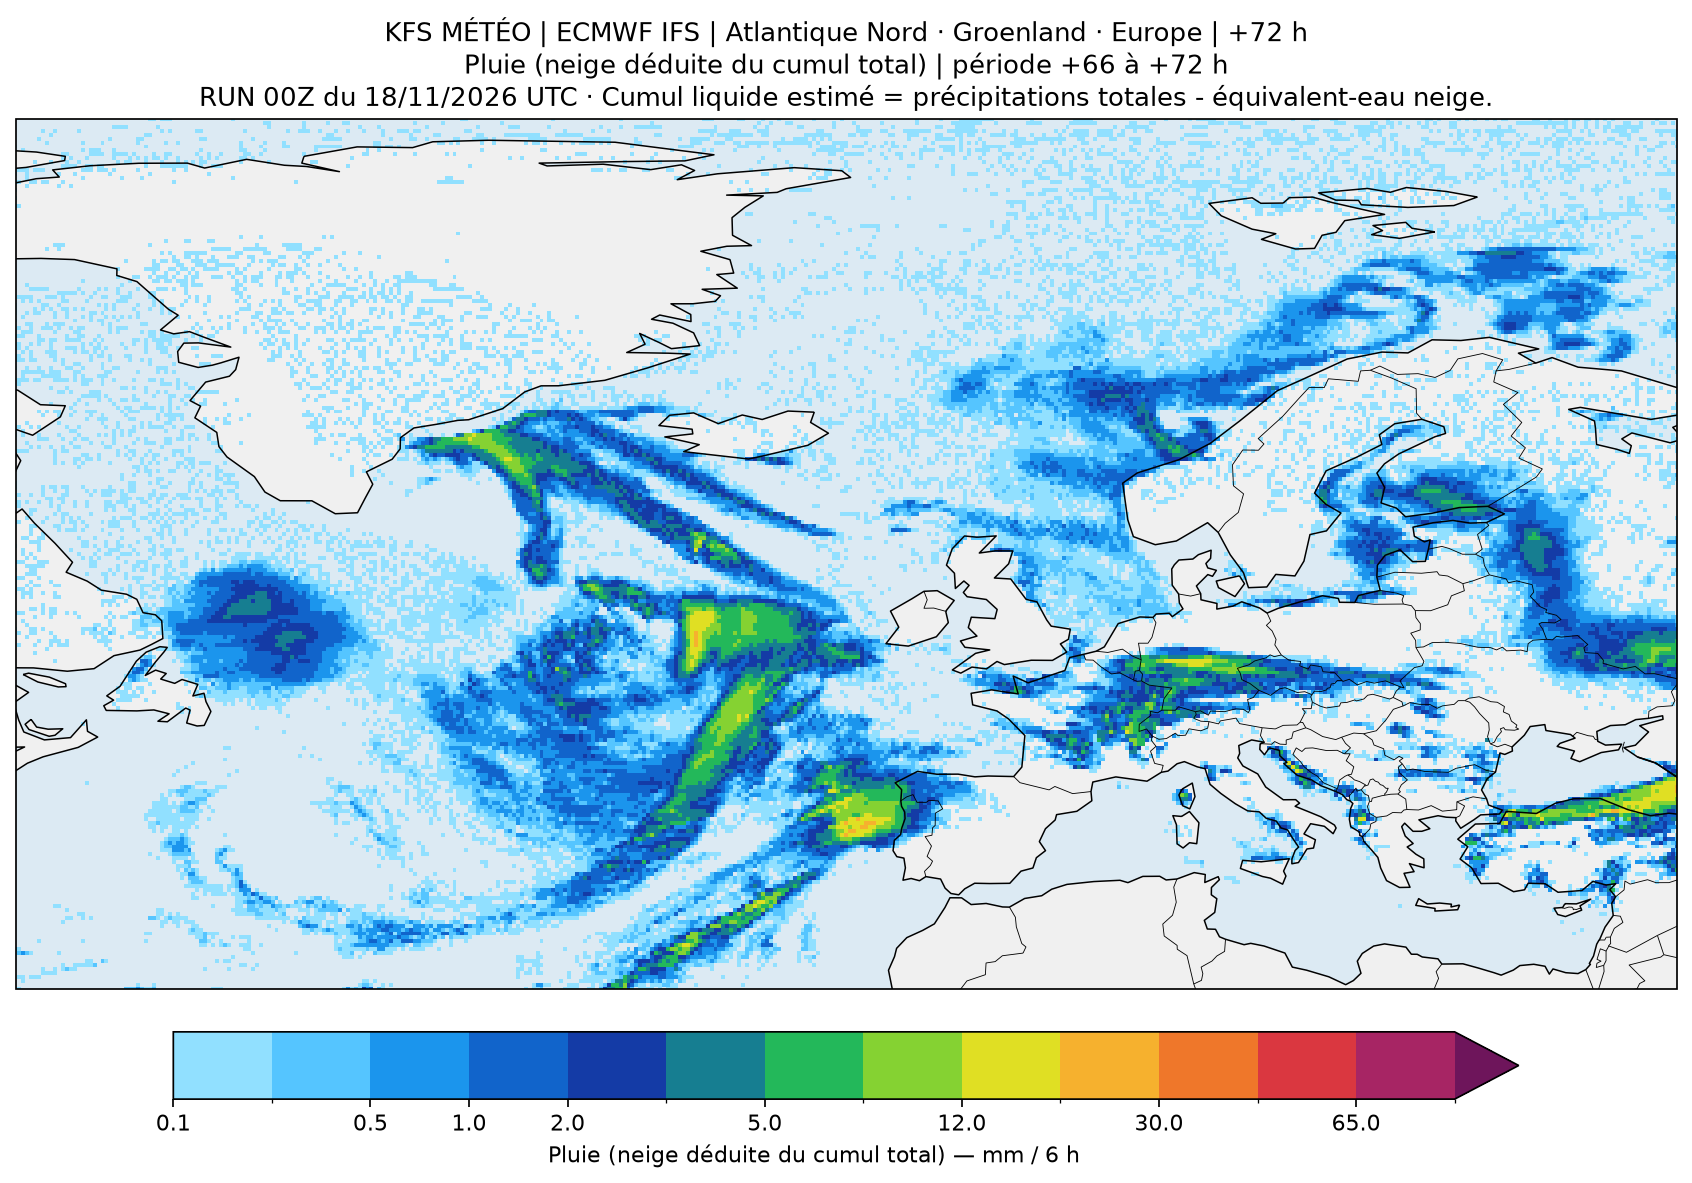 KFS MÉTÉO | ECMWF IFS | Atlantique Nord · Groenland · Europe | +72 h
Pluie (neige déduite du cumul total) | période +66 à +72 h
RUN 00Z du 18/11/2026 UTC · Cumul liquide estimé = précipitations totales - équivalent-eau neige.
0.1 0.5 1.0 2.0 5.0 12.0 30.0 65.0
Pluie (neige déduite du cumul total) — mm / 6 h